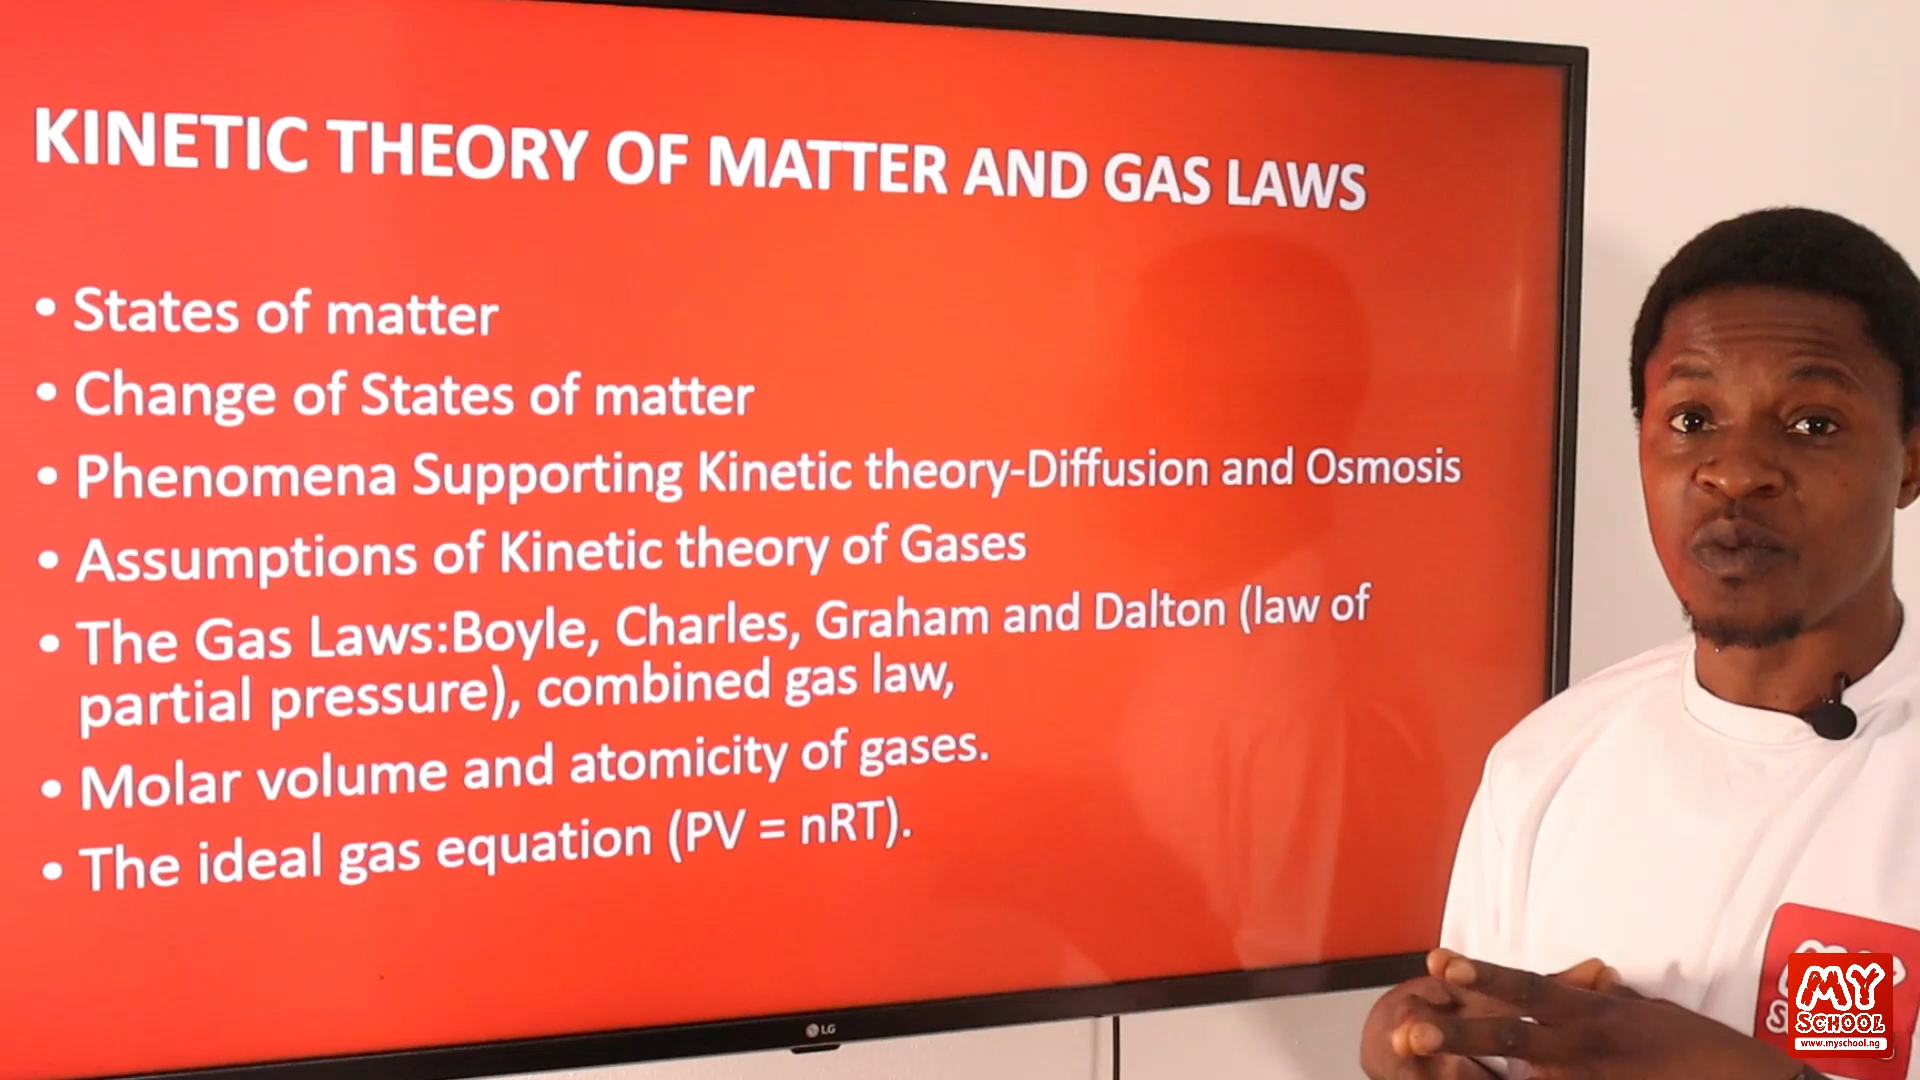 KINETIC THEORY OF MATTER AND GAS LAWS
• States of matter
• Change of States of matter
• Phenomena Supporting Kinetic theory-Diffusion and Osmosis
• Assumptions of Kinetic theory of Gases
• The Gas Laws:Boyle, Charles, Graham and Dalton (law of
partial pressure), combined gas law,
• Molar volume and atomicity of gases.
• The ideal gas equation (PV = nRT).
LG
MY
SCHOOL
www.myschool.ng